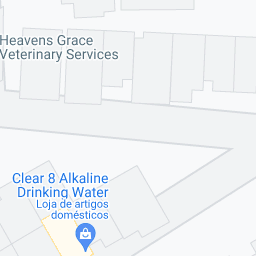 Heavens Grace
Veterinary Services
Clear 8 Alkaline
Drinking Water
Loja de artigos
domésticos